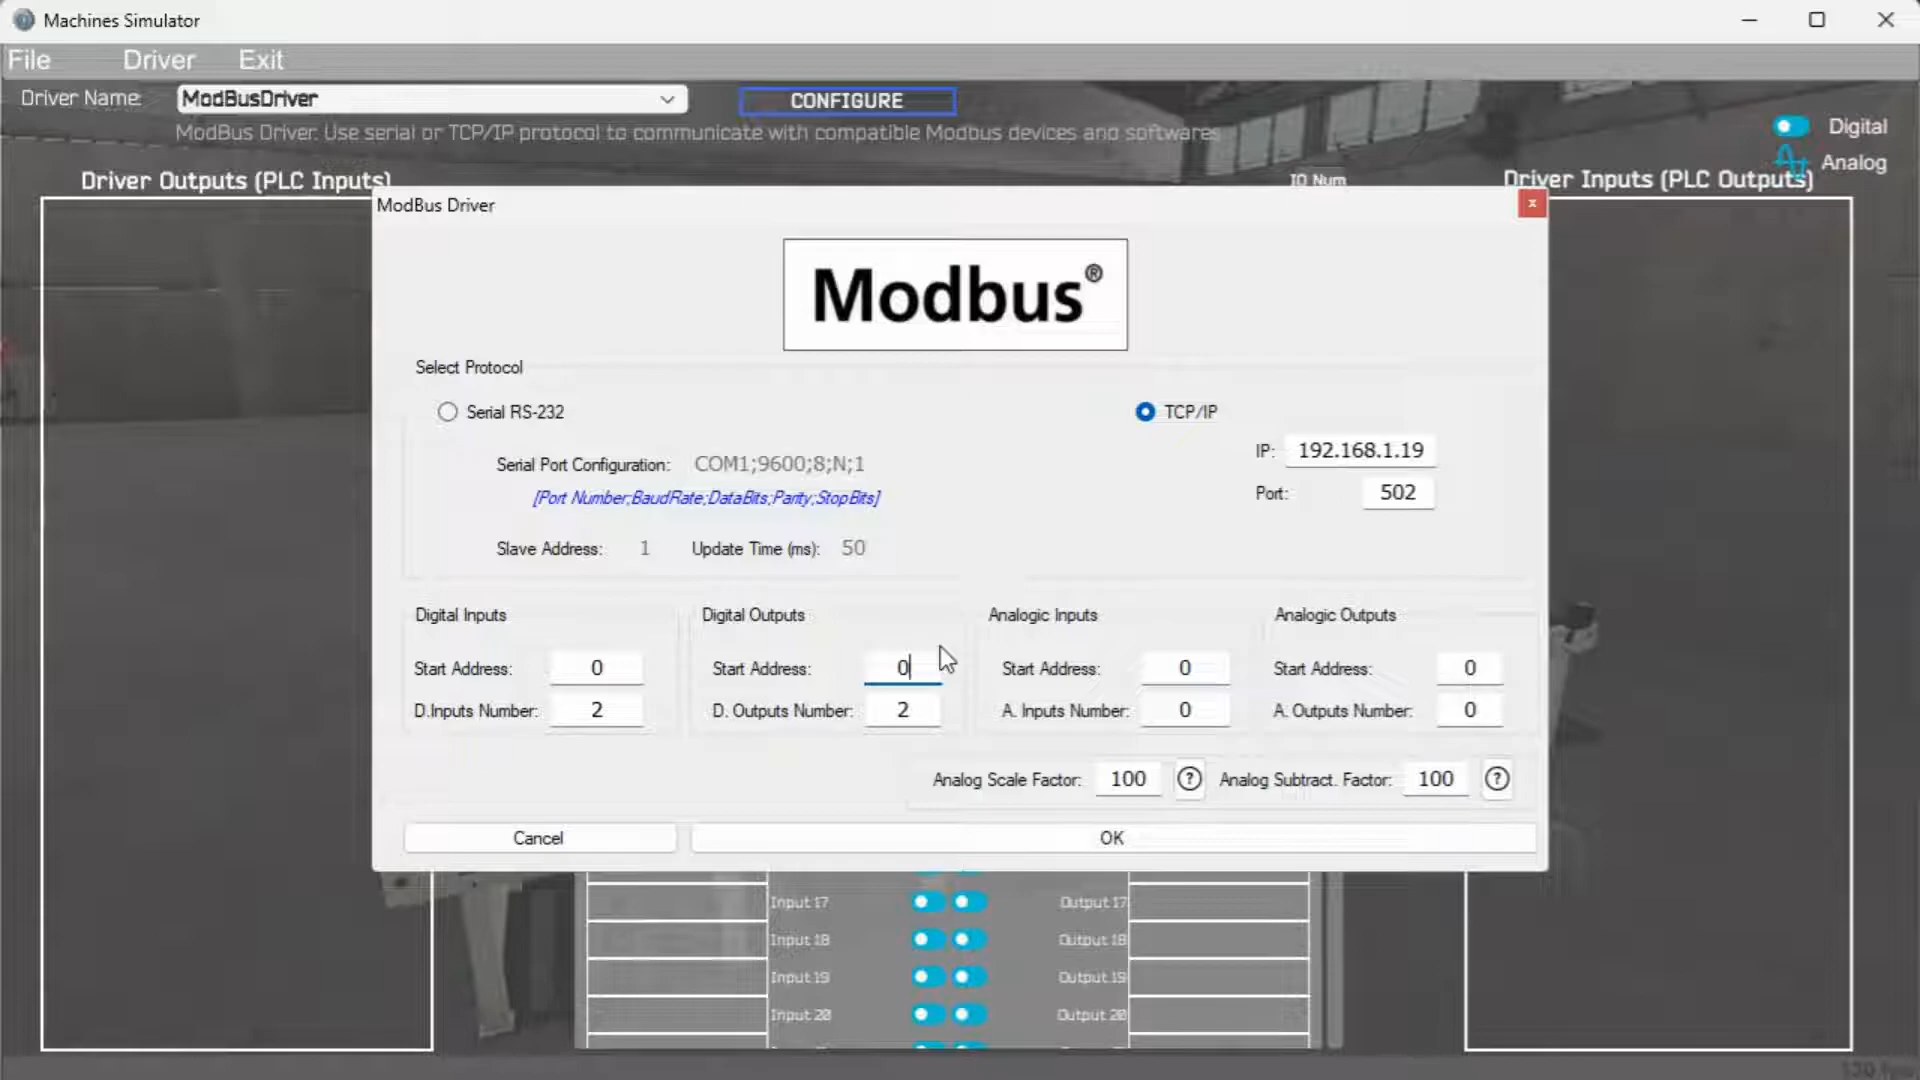 Machines Simulator
File Driver Exit
Driver Name: ModBusDriver CONFIGURE
ModBus Driver. Use serial or TCP/IP protocol to communicate with compatible Modbus devices and softwares
Digital
Analog
Driver Outputs (PLC Inputs)
IO Num
Driver Inputs (PLC Outputs)
ModBus Driver x
Modbus®
Select Protocol
Serial RS-232 TCP/IP
Serial Port Configuration: COM1;9600;8;N;1 IP: 192.168.1.19
[Port Number;BaudRate;DataBits;Parity;StopBits] Port: 502
Slave Address: 1 Update Time (ms): 50
Digital Inputs Digital Outputs Analogic Inputs Analogic Outputs
Start Address: 0 Start Address: 0 Start Address: 0 Start Address: 0
D.Inputs Number: 2 D. Outputs Number: 2 A. Inputs Number: 0 A. Outputs Number: 0
Analog Scale Factor: 100 ? Analog Subtract. Factor: 100 ?
Cancel OK
Input 17 Output 17
Input 18 Output 18
Input 19 Output 19
Input 20 Output 20